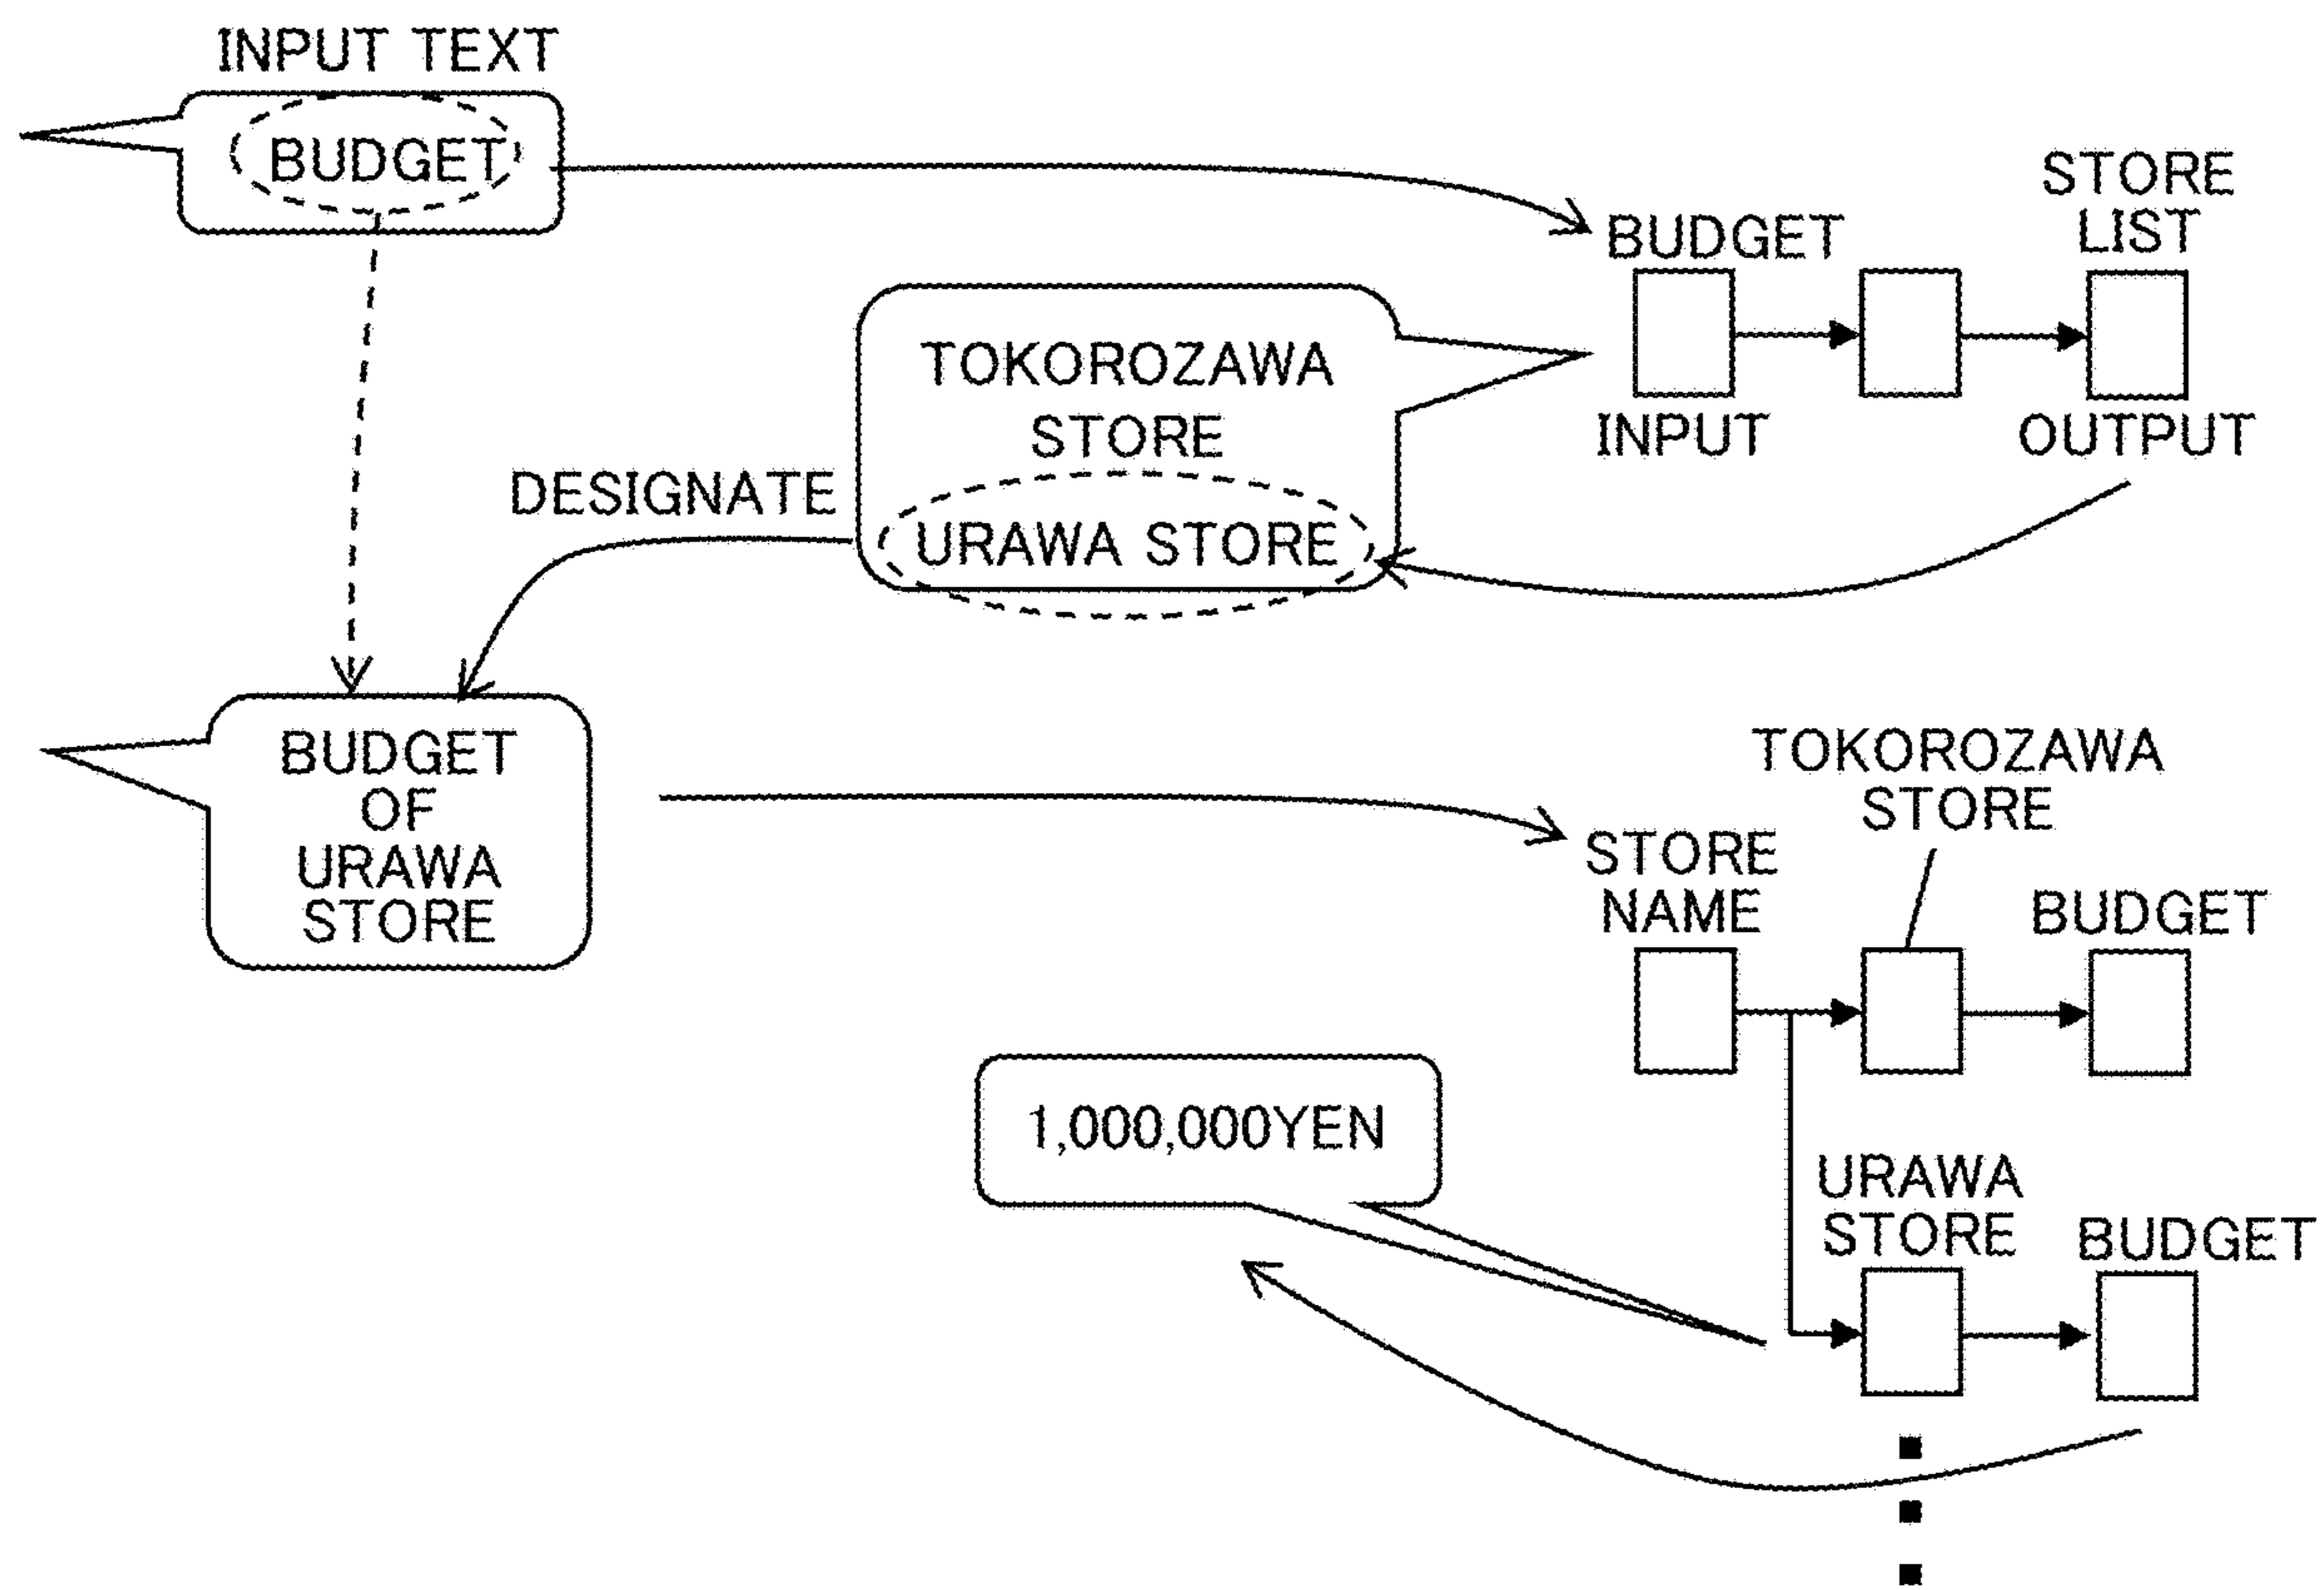 INPUT TEXT
BUDGET
STORE
LIST
BUDGET
TOKOROZAWA
STORE
INPUT
OUTPUT
DESIGNATE
URAWA STORE
BUDGET
OF
URAWA
STORE
TOKOROZAWA
STORE
STORE
NAME
BUDGET
1,000,000YEN
URAWA
STORE
BUDGET